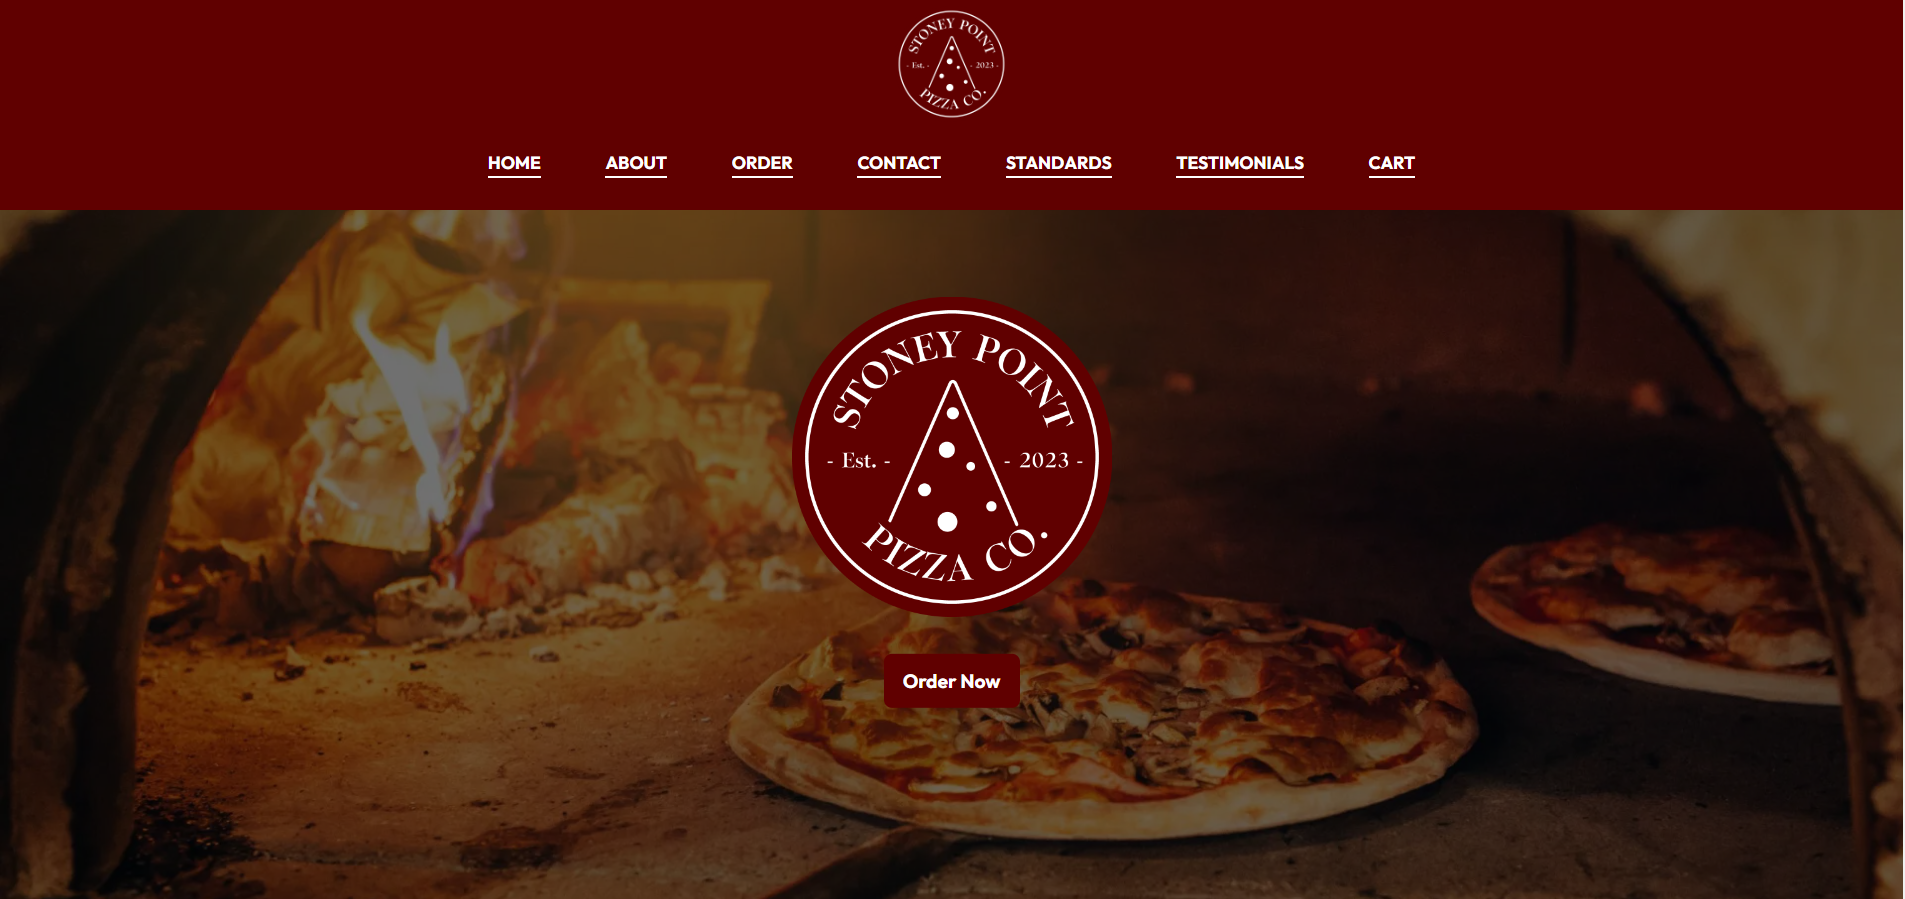 STONEY POINT
- Est. - - 2023 -
PIZZA CO.
HOME ABOUT ORDER CONTACT STANDARDS TESTIMONIALS CART
STONEY POINT
- Est. - - 2023 -
PIZZA CO.
Order Now